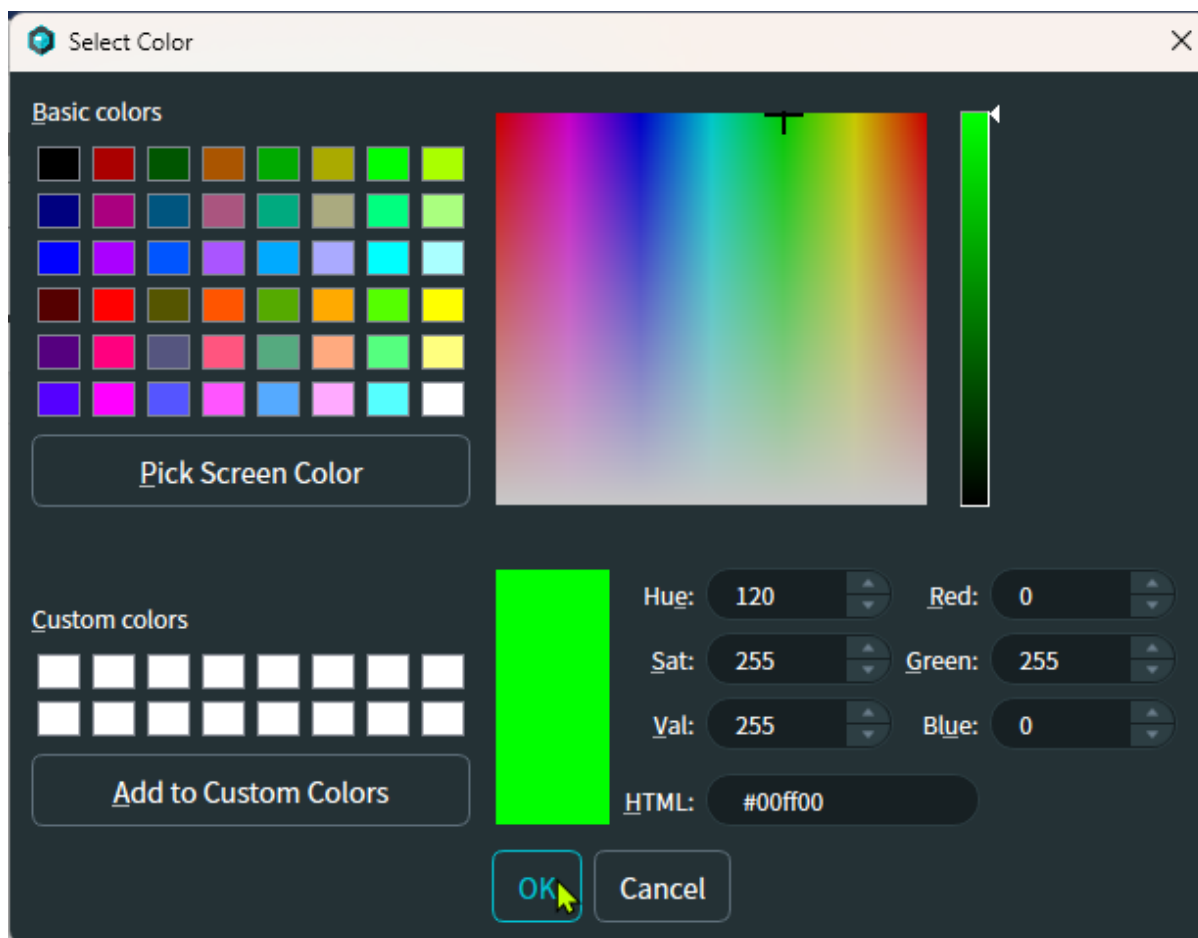 Select Color
Basic colors
Pick Screen Color
Custom colors
Add to Custom Colors
Hue: 120 Red: 0
Sat: 255 Green: 255
Val: 255 Blue: 0
HTML: #00ff00
OK Cancel